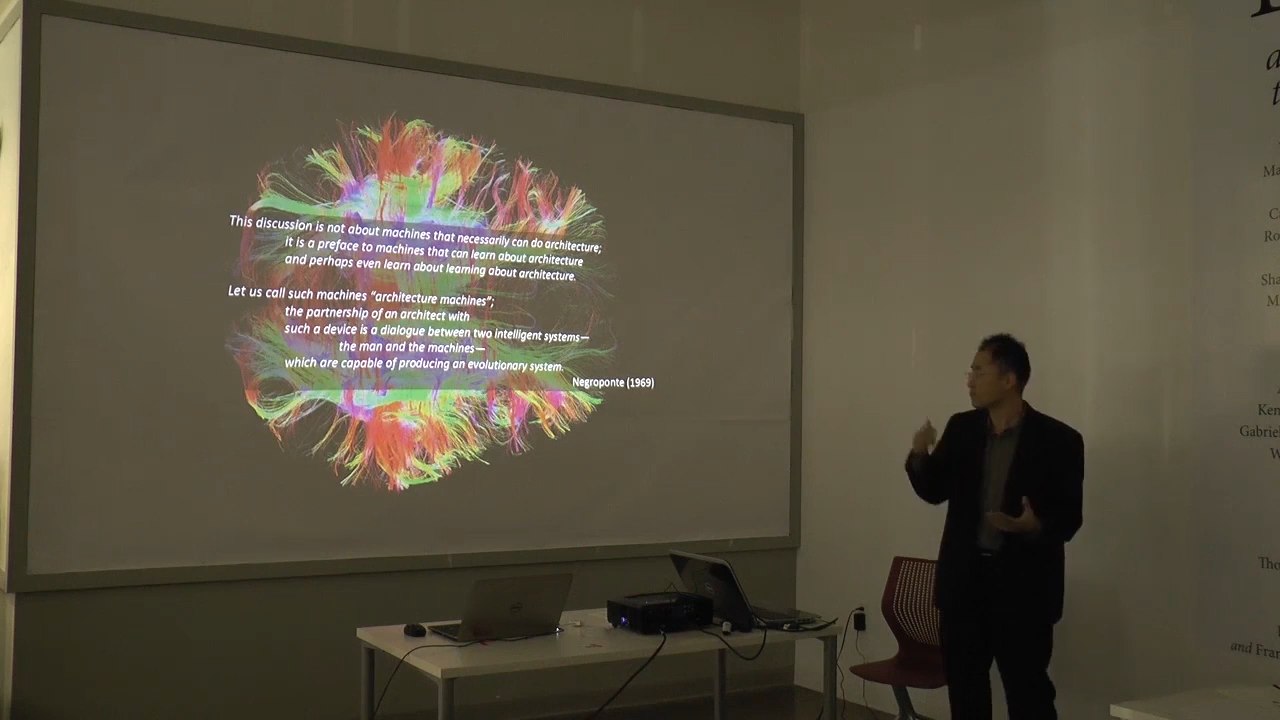 This discussion is not about machines that necessarily can do architecture;
it is a preface to machines that can learn about architecture
and perhaps even learn about learning about architecture.
Let us call such machines “architecture machines”;
the partnership of an architect with
such a device is a dialogue between two intelligent systems—
the man and the machines—
which are capable of producing an evolutionary system.
Negroponte (1969)
and